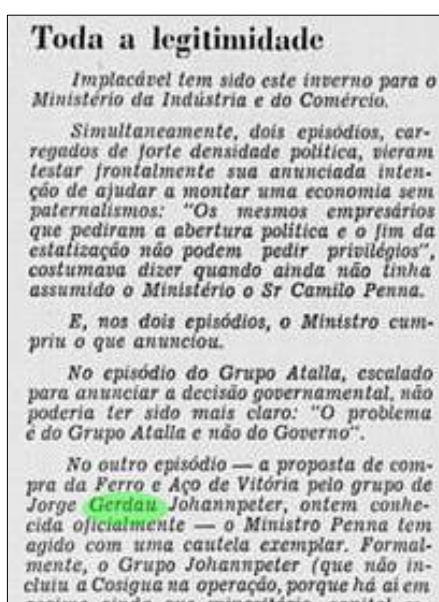 Toda a legitimidade
Implacável tem sido este inverno para o
Ministério da Indústria e do Comércio.
Simultaneamente, dois episódios, car-
regados de forte densidade política, vieram
testar frontalmente sua anunciada inten-
ção de ajudar a montar uma economia sem
paternalismos: "Os mesmos empresários
que pediram a abertura política e o fim da
estatização não podem pedir privilégios",
costumava dizer quando ainda não tinha
assumido o Ministério o Sr Camilo Penna.
E, nos dois episódios, o Ministro cum-
priu o que anunciou.
No episódio do Grupo Atalla, escalado
para anunciar a decisão governamental, não
poderia ter sido mais claro: "O problema
é do Grupo Atalla e não do Governo".
No outro episódio — a proposta de com-
pra da Ferro e Aço de Vitória pelo grupo de
Jorge Gerdau Johannpeter, ontem conhe-
cida oficialmente — o Ministro Penna tem
agido com uma cautela exemplar. Formal-
mente, o Grupo Johannpeter (que não in-
cluiu a Cosigua na operação, porque há aí em